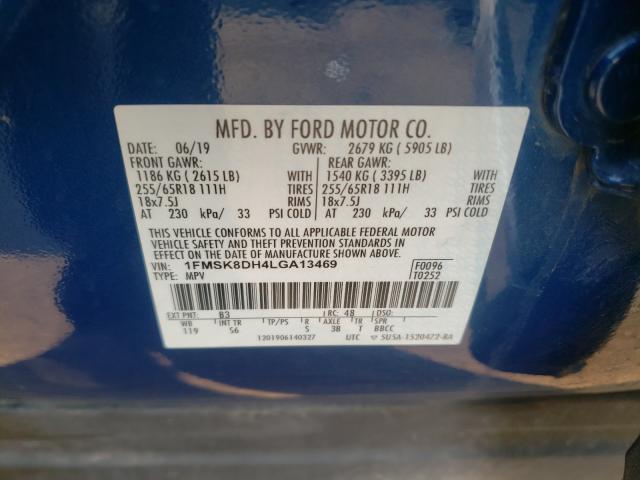 MFD. BY FORD MOTOR CO.
DATE: 06/19 GVWR: 2679 KG ( 5905 LB)
FRONT GAWR: REAR GAWR:
1186 KG ( 2615 LB) WITH 1540 KG ( 3395 LB) WITH
255/65R18 111H TIRES 255/65R18 111H TIRES
18x7.5J RIMS 18x7.5J RIMS
AT 230 kPa/ 33 PSI COLD AT 230 kPa/ 33 PSI COLD
THIS VEHICLE CONFORMS TO ALL APPLICABLE FEDERAL MOTOR
VEHICLE SAFETY STANDARDS AND THEFT PREVENTION STANDARDS IN
EFFECT ON THE DATE OF MANUFACTURE SHOWN ABOVE.
VIN: 1FMSK8DH4LGA13469 F0096
TYPE: MPV T0252
EXT PNT: B3 RC: 48 DSO:
WB INT TR TP/PS R AXLE TR SPR
119 S6 S 3B T BBCC
1201906140327 UTC 5U5A-1520472-BA